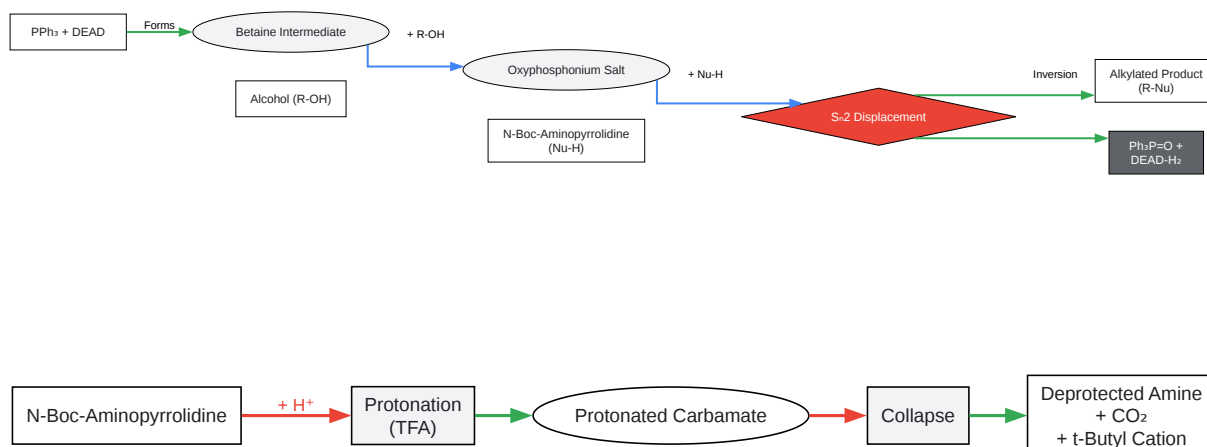 PPh₃ + DEAD
Forms
Betaine Intermediate
+ R-OH
Alcohol (R-OH)
Oxyphosphonium Salt
+ Nu-H
N-Boc-Aminopyrrolidine
(Nu-H)
Sₙ2 Displacement
Inversion
Alkylated Product
(R-Nu)
Ph₃P=O +
DEAD-H₂
N-Boc-Aminopyrrolidine
+ H⁺
Protonation
(TFA)
Protonated Carbamate
Collapse
Deprotected Amine
+ CO₂
+ t-Butyl Cation